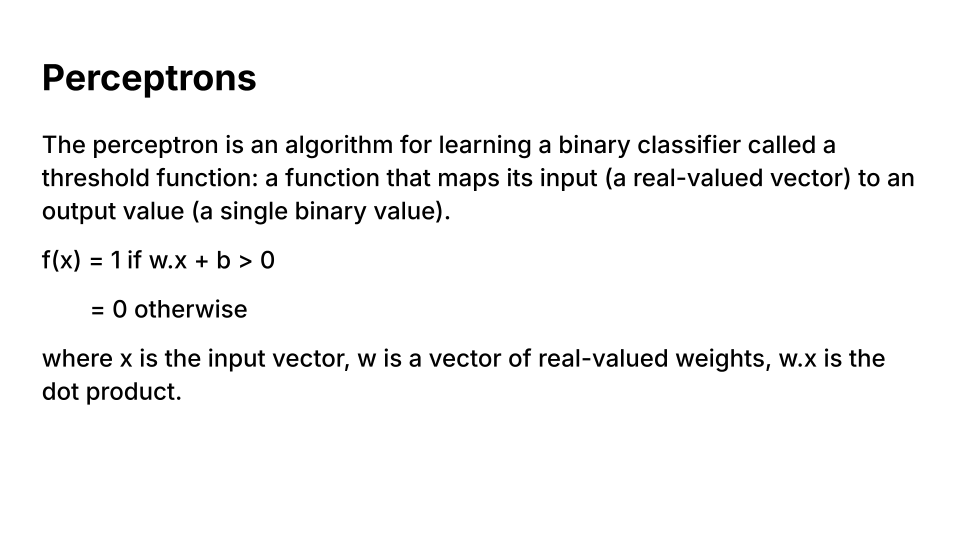 Perceptrons
The perceptron is an algorithm for learning a binary classifier called a
threshold function: a function that maps its input (a real-valued vector) to an
output value (a single binary value).
f(x) = 1 if w.x + b > 0
= 0 otherwise
where x is the input vector, w is a vector of real-valued weights, w.x is the
dot product.